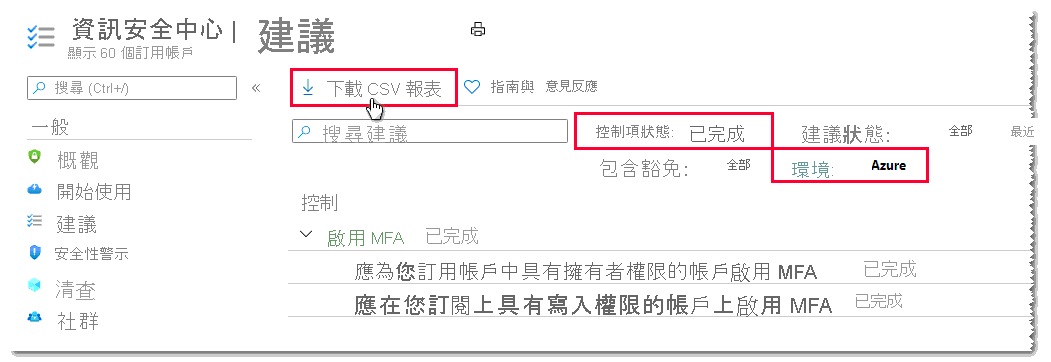 資訊安全中心 | 建議
顯示 60 個訂用帳戶
搜尋 (Ctrl+/) «
下載 CSV 報表 指南與 意見反應
一般
概觀
開始使用
建議
安全性警示
清查
社群
搜尋建議 控制項狀態: 已完成 建議狀態: 全部 最近
包含豁免: 全部 環境: Azure
控制
啟用 MFA 已完成
應為您訂用帳戶中具有擁有者權限的帳戶啟用 MFA 已完成
應在您訂閱上具有寫入權限的帳戶上啟用 MFA 已完成